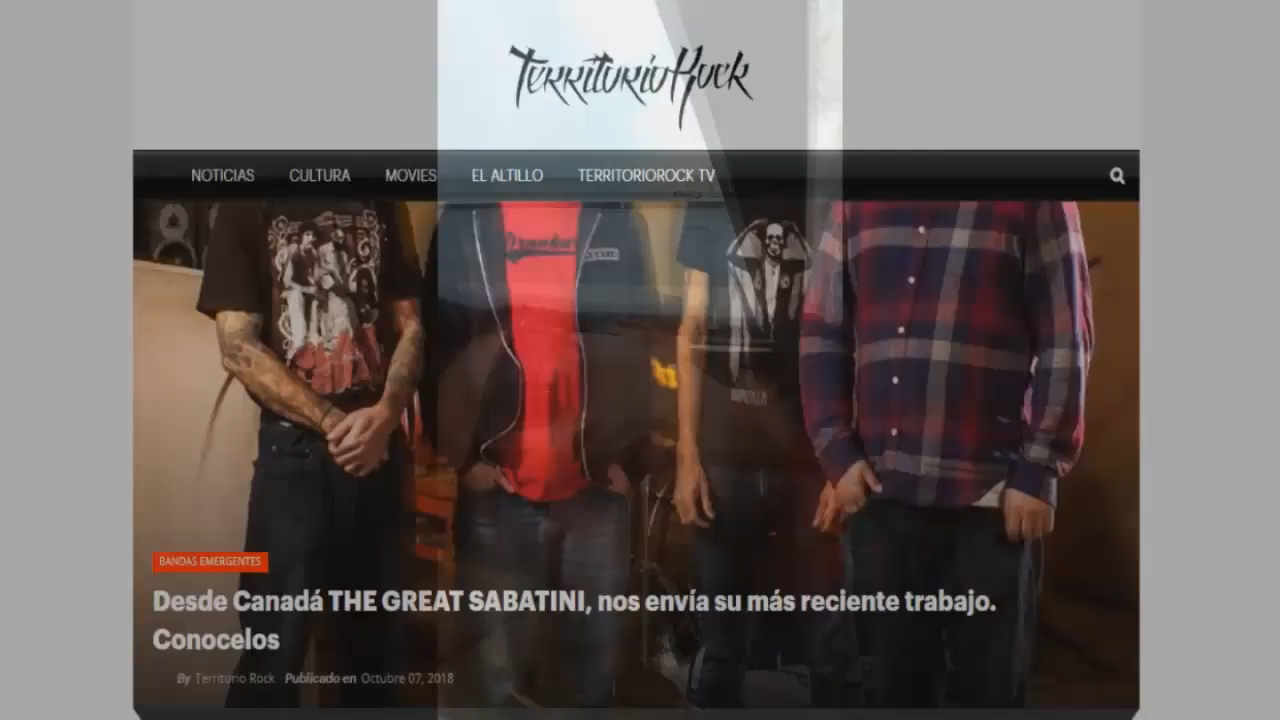 TerritorioRock
NOTICIAS CULTURA MOVIES EL ALTILLO TERRITORIOROCK TV
BANDAS EMERGENTES
Desde Canadá THE GREAT SABATINI, nos envía su más reciente trabajo.
Conocelos
By Territorio Rock Publicado en Octubre 07, 2018